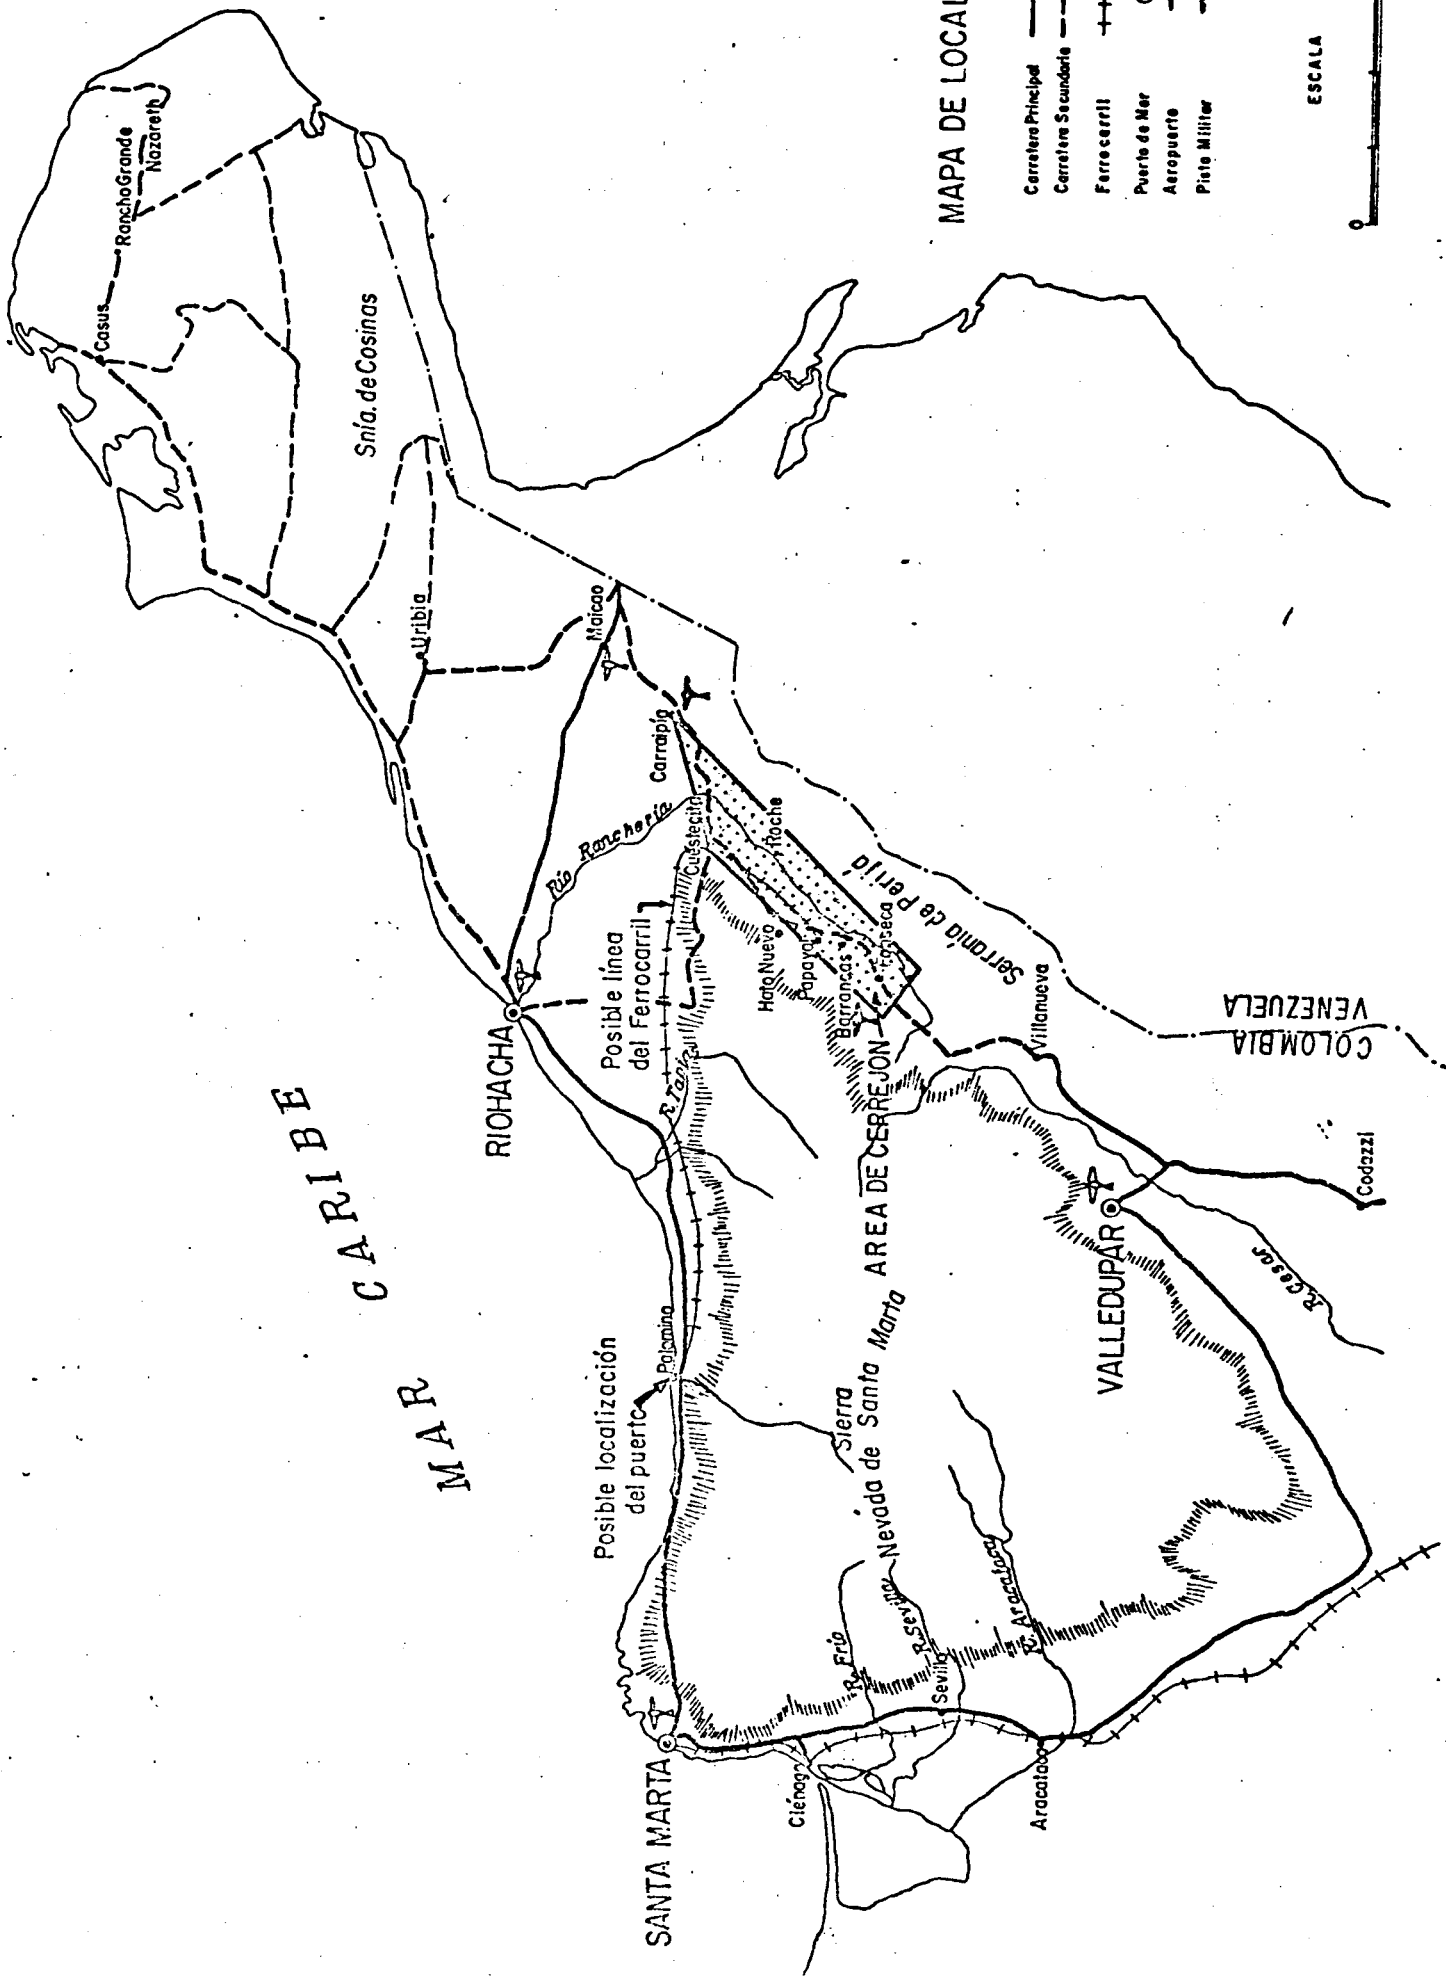 MAR CARIBE
Casus
Rancho Grande
Nazareth
Snía. de Cosinas
Uribia
Maicao
RIOHACHA
Río Ranchería
Carraipía
Cuestecita
Roche
Posible línea
del Ferrocarril
Hato Nuevo
Papayal
Barrancas
Fonseca
Serranía de Perijá
Villanueva
COLOMBIA
VENEZUELA
AREA DE CERREJON
Posible localización
del puerto
Palomino
Sierra
Nevada de Santa Marta
VALLEDUPAR
R. Cesar
Codazzi
SANTA MARTA
Ciénaga
R. Frío
R. Sevilla
Sevilla
R. Aracataca
Aracataca
MAPA DE LOCAL
Carretera Principal
Carretera Secundaria
Ferrocarril
Puerto de Mar
Aeropuerto
Pista Militar
ESCALA
0